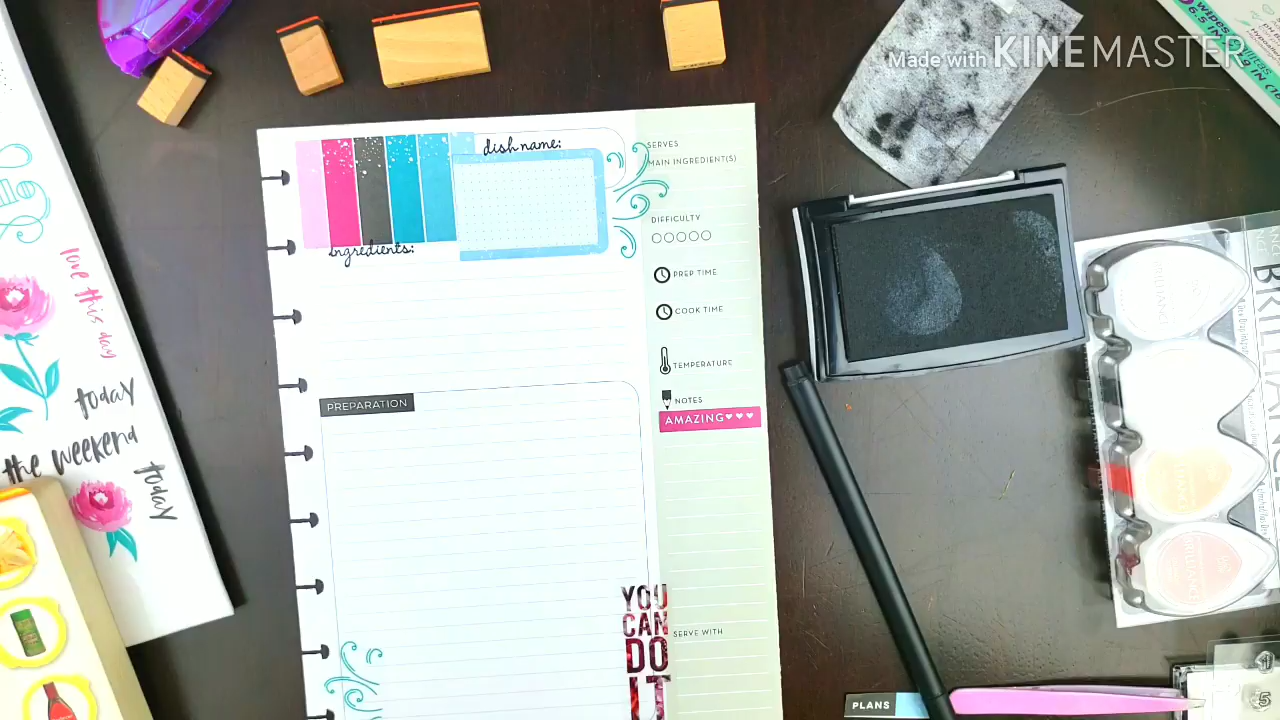 Made with KINEMASTER
wipes
dish name:
SERVES
MAIN INGREDIENT(S)
DIFFICULTY
ingredients:
PREP TIME
COOK TIME
TEMPERATURE
NOTES
AMAZING
PREPARATION
love this day
today
the weekend
today
YOU
CAN
DO
IT
SERVE WITH
PLANS